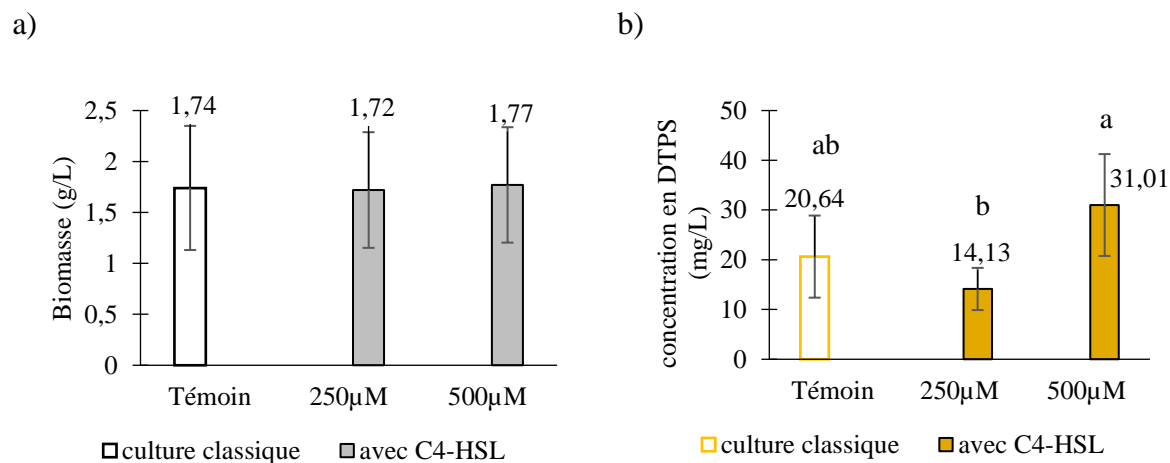 a)
1,74
1,72
1,77
2,5
2
1,5
1
0,5
0
Biomasse (g/L)
Témoin
250µM
500µM
culture classique
avec C4-HSL
b)
50
40
30
20
10
0
concentration en DTPS
(mg/L)
ab
20,64
b
14,13
a
31,01
Témoin
250µM
500µM
culture classique
avec C4-HSL